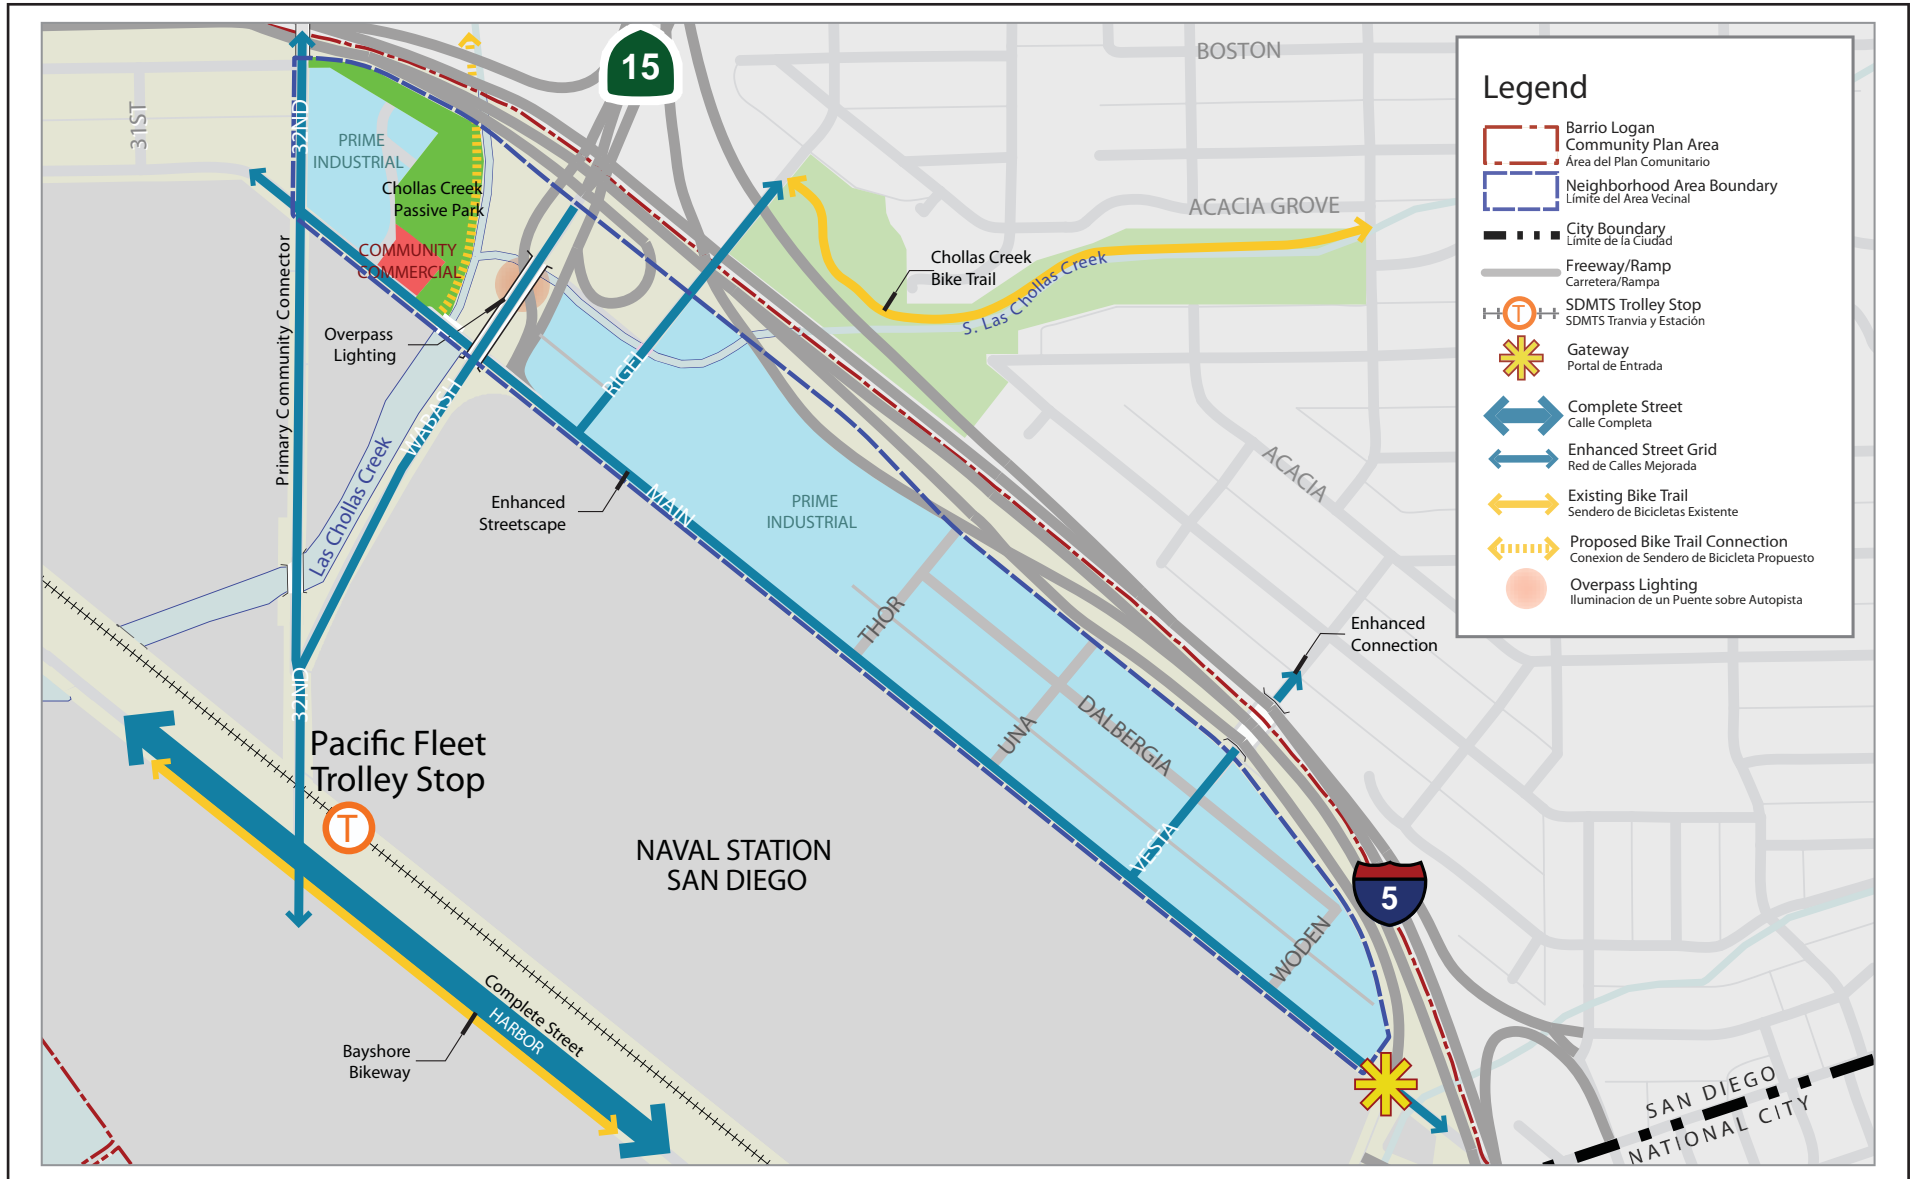 15
BOSTON
31ST
32ND
PRIME
INDUSTRIAL
Chollas Creek
Passive Park
COMMUNITY
COMMERCIAL
Primary Community Connector
Overpass
Lighting
ACACIA GROVE
Chollas Creek
Bike Trail
S. Las Chollas Creek
RIGEL
WABASH
Las Chollas Creek
Enhanced
Streetscape
MAIN
PRIME
INDUSTRIAL
ACACIA
THOR
UNA
DALBERGIA
VESTA
WODEN
Enhanced
Connection
32ND
Pacific Fleet
Trolley Stop
T
NAVAL STATION
SAN DIEGO
5
Complete Street
HARBOR
Bayshore
Bikeway
SAN DIEGO
NATIONAL CITY
Legend
Barrio Logan
Community Plan Area
Área del Plan Comunitario
Neighborhood Area Boundary
Límite del Area Vecinal
City Boundary
Límite de la Ciudad
Freeway/Ramp
Carretera/Rampa
T
SDMTS Trolley Stop
SDMTS Tranvia y Estación
Gateway
Portal de Entrada
Complete Street
Calle Completa
Enhanced Street Grid
Red de Calles Mejorada
Existing Bike Trail
Sendero de Bicicletas Existente
Proposed Bike Trail Connection
Conexion de Sendero de Bicicleta Propuesto
Overpass Lighting
Iluminacion de un Puente sobre Autopista